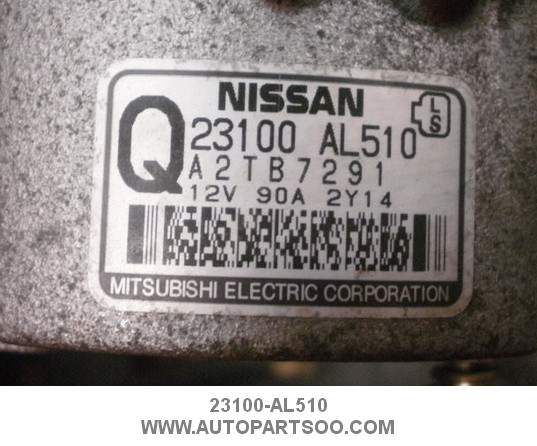 NISSAN
Q 23100 AL510 LS
A2TB7291
12V 90A 2Y14
MITSUBISHI ELECTRIC CORPORATION
23100-AL510
WWW.AUTOPARTSOO.COM